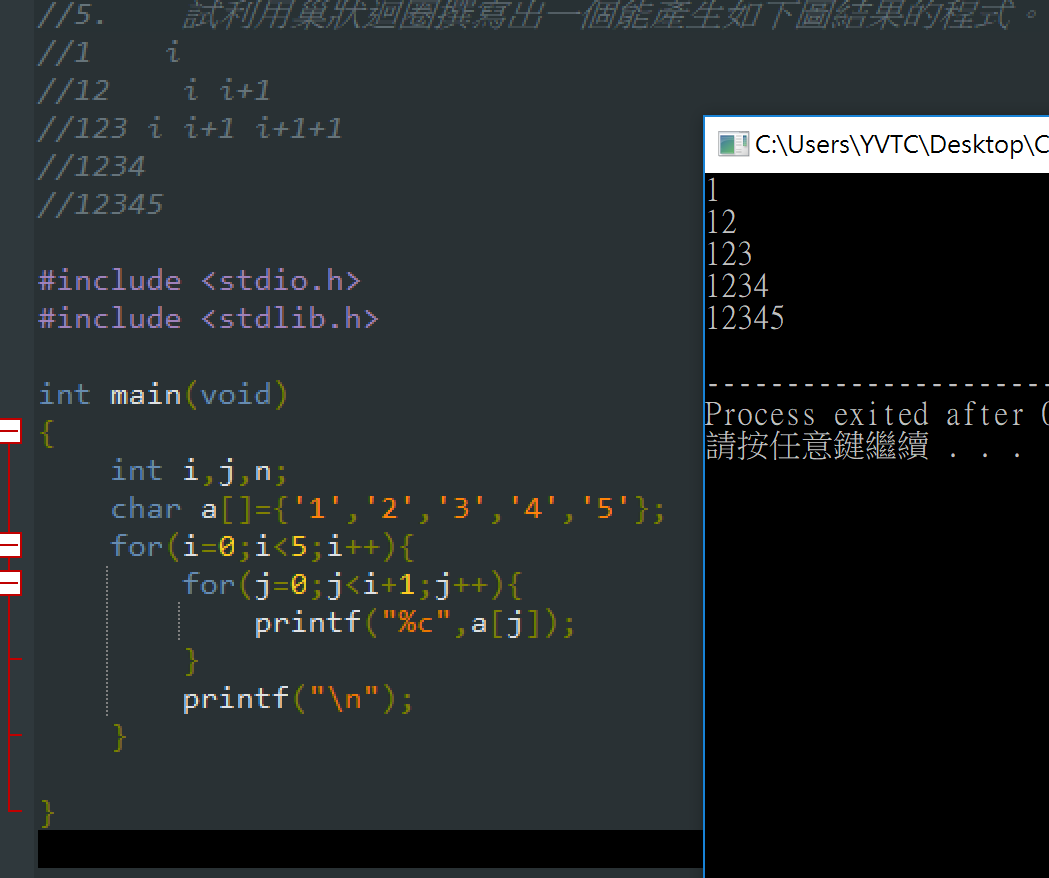 //5. 試利用巢狀迴圈撰寫出一個能產生如下圖結果的程式。
//1 i
//12 i i+1
//123 i i+1 i+1+1
//1234
//12345
#include <stdio.h>
#include <stdlib.h>
int main(void)
{
int i,j,n;
char a[]={'1','2','3','4','5'};
for(i=0;i<5;i++){
for(j=0;j<i+1;j++){
printf("%c",a[j]);
}
printf("\n");
}
}
C:\Users\YVTC\Desktop\C
1
12
123
1234
12345
---------------------
Process exited after 0
請按任意鍵繼續 . . .